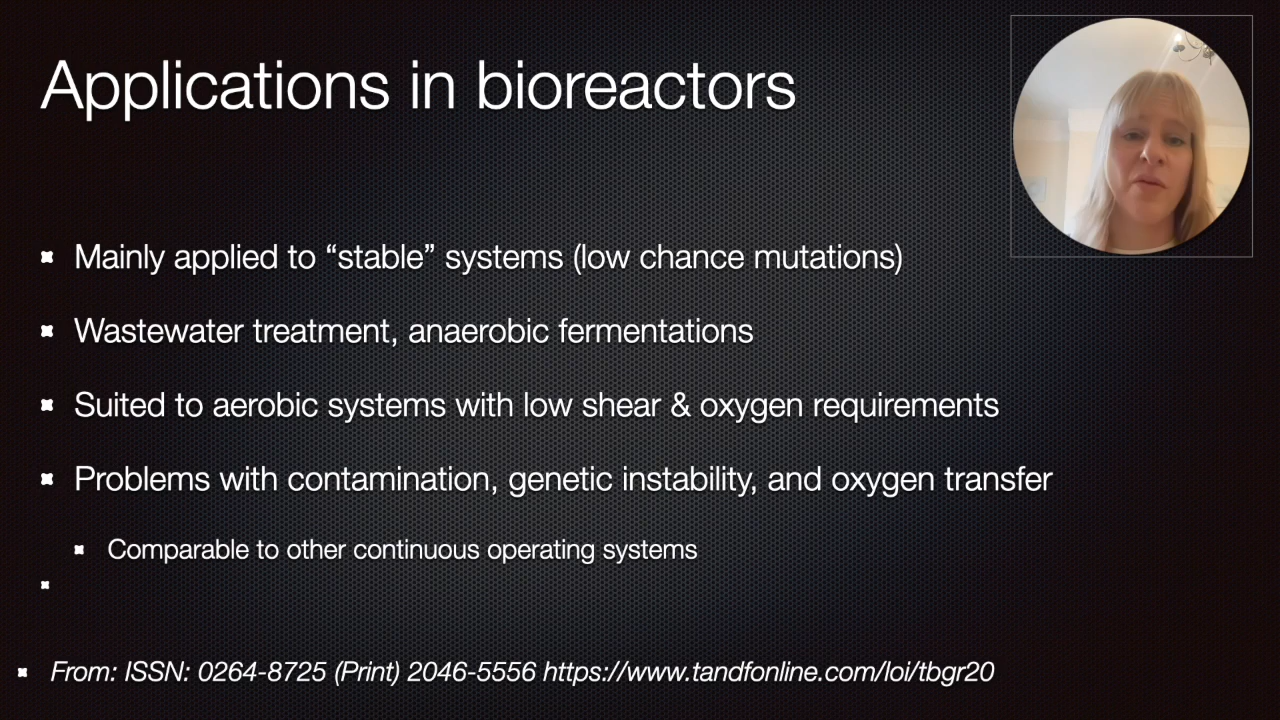 Applications in bioreactors
Mainly applied to “stable” systems (low chance mutations)
Wastewater treatment, anaerobic fermentations
Suited to aerobic systems with low shear & oxygen requirements
Problems with contamination, genetic instability, and oxygen transfer
Comparable to other continuous operating systems
From: ISSN: 0264-8725 (Print) 2046-5556 https://www.tandfonline.com/loi/tbgr20